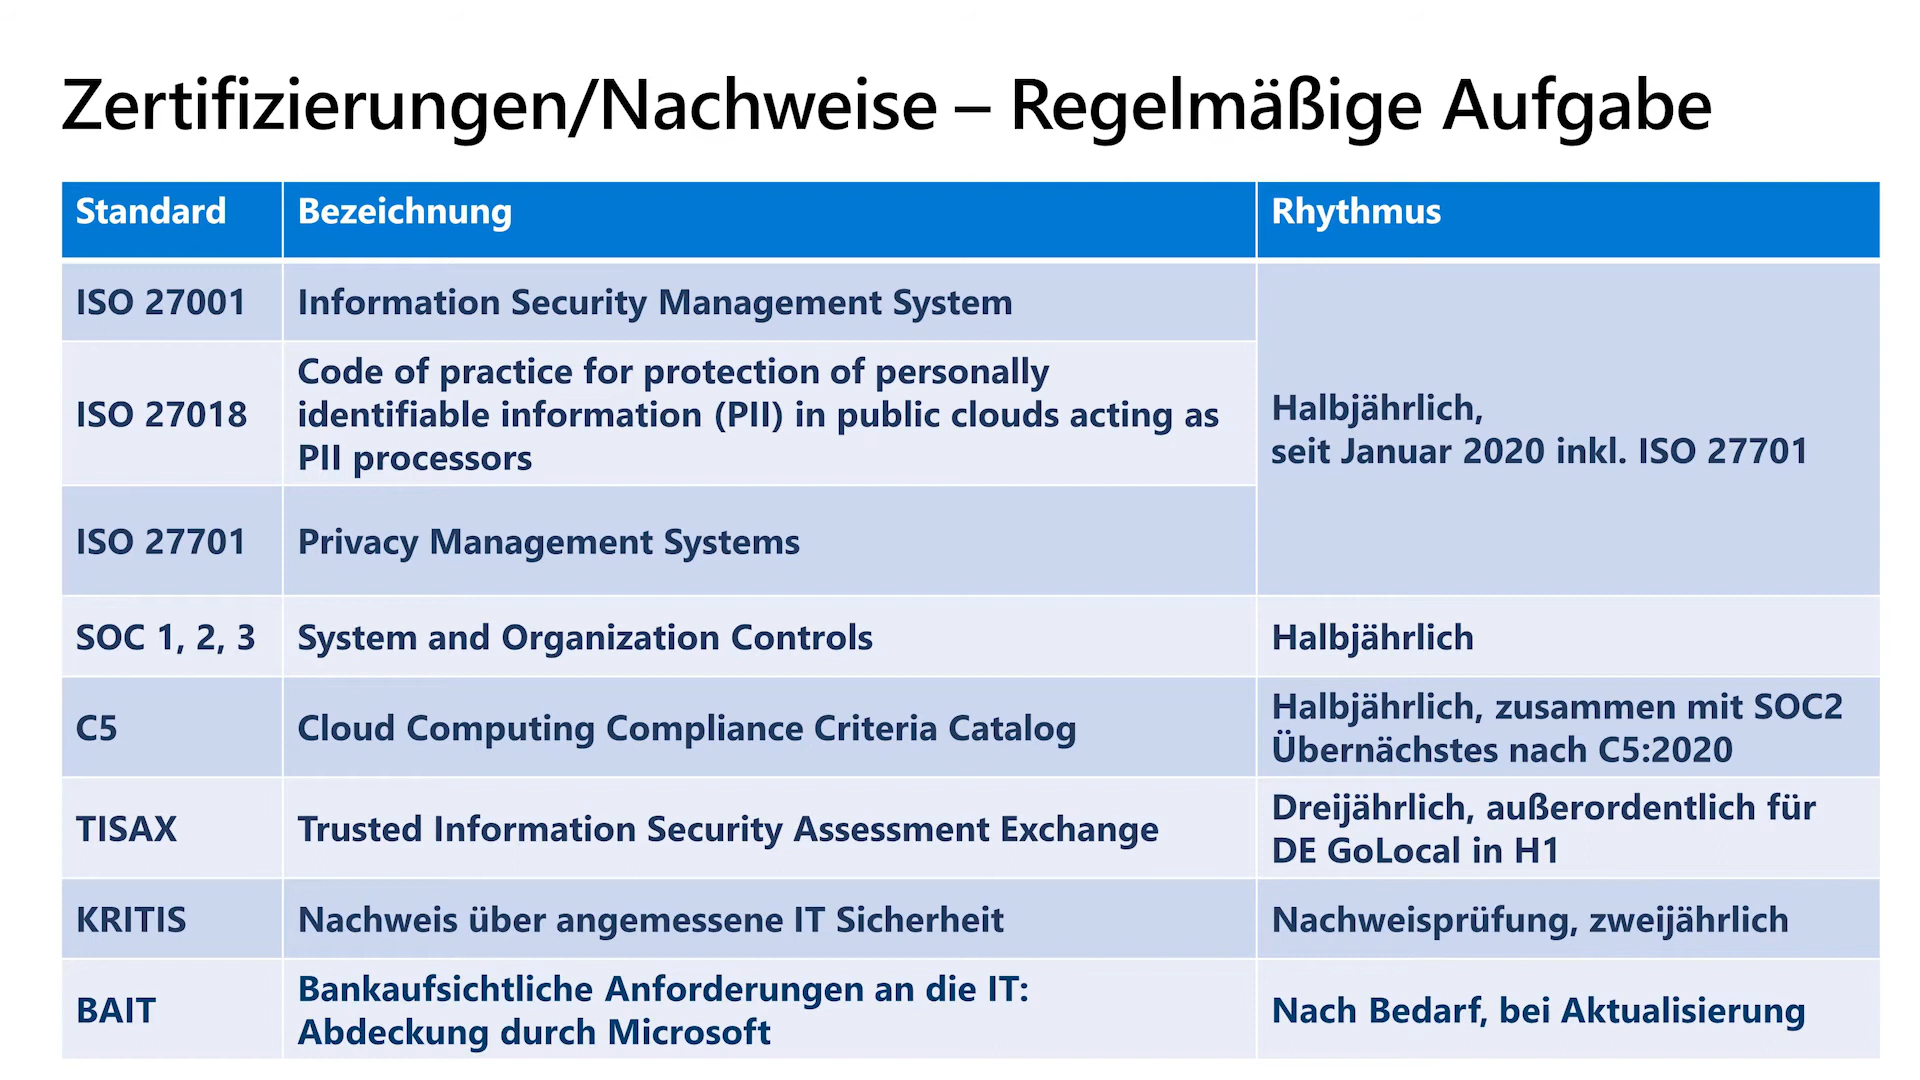 Zertifizierungen/Nachweise – Regelmäßige Aufgabe
Standard
Bezeichnung
Rhythmus
ISO 27001
Information Security Management System
Halbjährlich,
seit Januar 2020 inkl. ISO 27701
ISO 27018
Code of practice for protection of personally
identifiable information (PII) in public clouds acting as
PII processors
ISO 27701
Privacy Management Systems
SOC 1, 2, 3
System and Organization Controls
Halbjährlich
C5
Cloud Computing Compliance Criteria Catalog
Halbjährlich, zusammen mit SOC2
Übernächstes nach C5:2020
TISAX
Trusted Information Security Assessment Exchange
Dreijährlich, außerordentlich für
DE GoLocal in H1
KRITIS
Nachweis über angemessene IT Sicherheit
Nachweisprüfung, zweijährlich
BAIT
Bankaufsichtliche Anforderungen an die IT:
Abdeckung durch Microsoft
Nach Bedarf, bei Aktualisierung